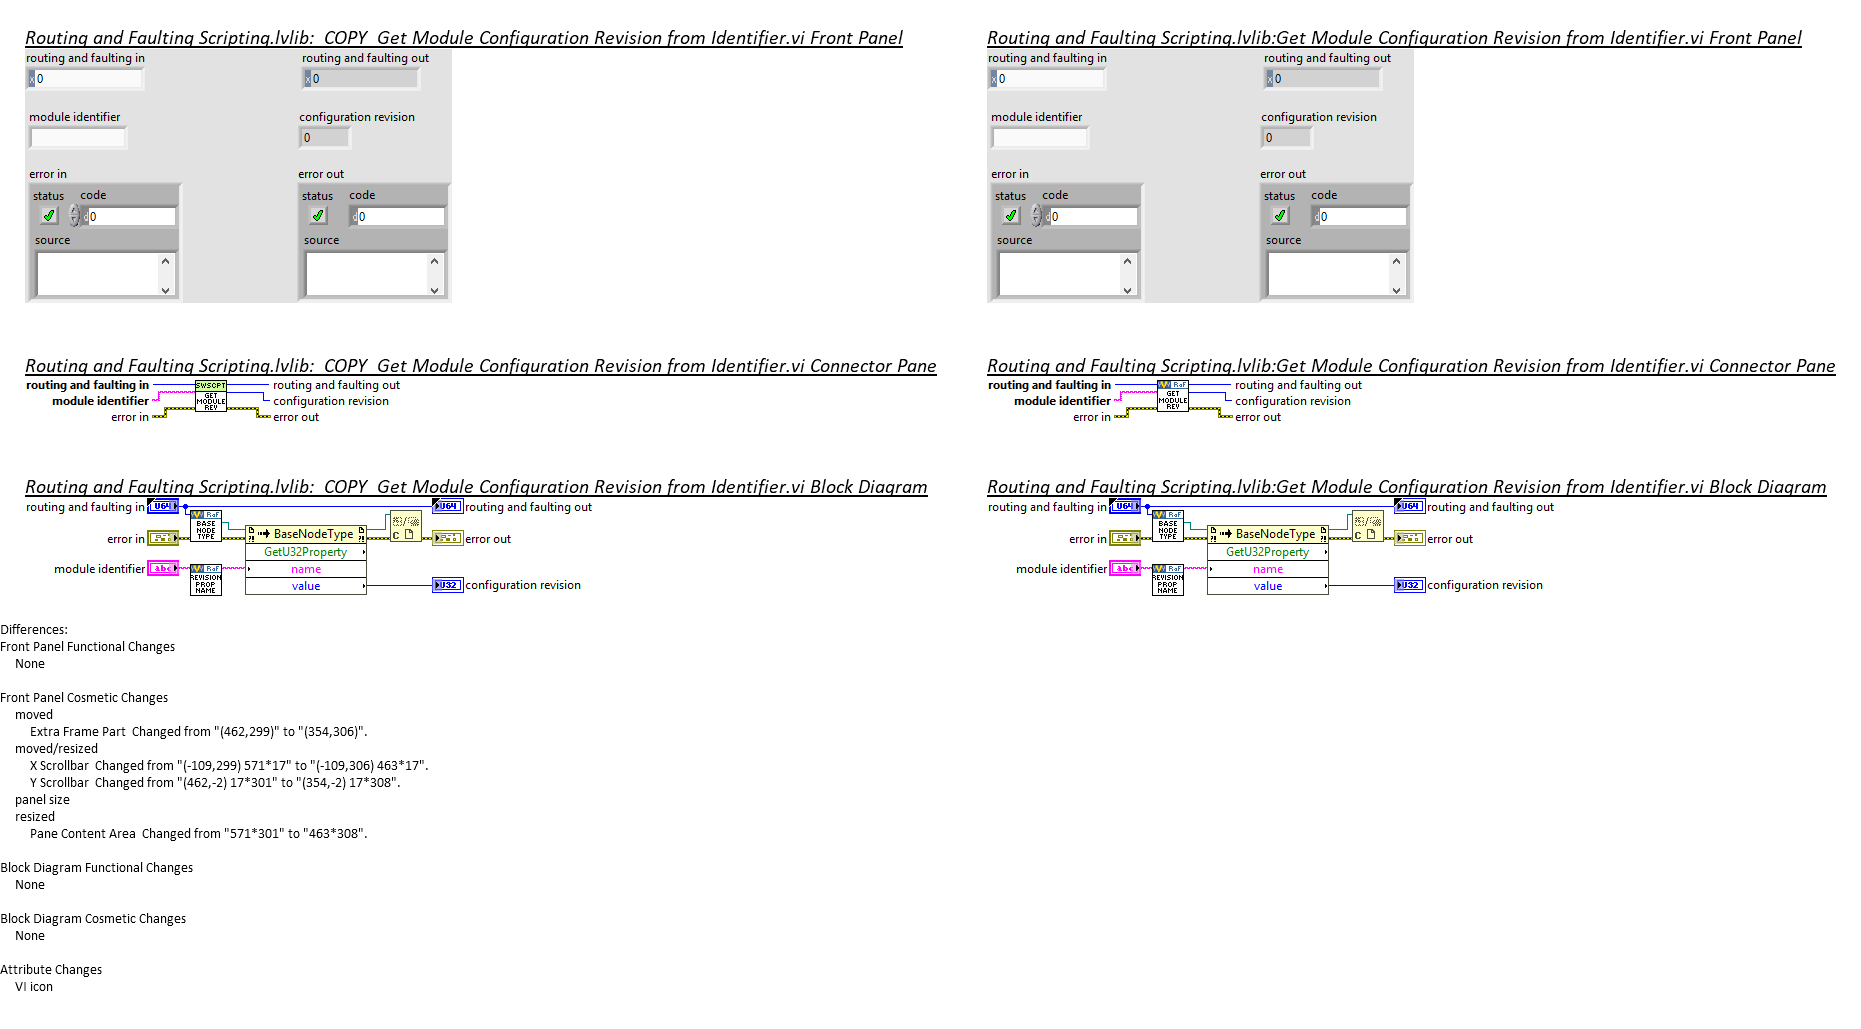 Routing and Faulting Scripting.lvlib:_COPY_Get Module Configuration Revision from Identifier.vi Front Panel
routing and faulting in
routing and faulting out
x 0
x 0
module identifier
configuration revision
0
error in
error out
status code
status code
d 0
d 0
source
source
Routing and Faulting Scripting.lvlib:_COPY_Get Module Configuration Revision from Identifier.vi Connector Pane
routing and faulting in
SWSCPT
routing and faulting out
module identifier
GET
MODULE
REV
configuration revision
error in
error out
Routing and Faulting Scripting.lvlib:_COPY_Get Module Configuration Revision from Identifier.vi Block Diagram
routing and faulting in
U64
U64
routing and faulting out
RoF
BASE
NODE
TYPE
error in
BaseNodeType
C
error out
GetU32Property
module identifier
abc
RoF
REVISION
PROP
NAME
name
value
U32
configuration revision
Routing and Faulting Scripting.lvlib:Get Module Configuration Revision from Identifier.vi Front Panel
routing and faulting in
routing and faulting out
x 0
x 0
module identifier
configuration revision
0
error in
error out
status code
status code
d 0
d 0
source
source
Routing and Faulting Scripting.lvlib:Get Module Configuration Revision from Identifier.vi Connector Pane
routing and faulting in
RoF
routing and faulting out
module identifier
GET
MODULE
REV
configuration revision
error in
error out
Routing and Faulting Scripting.lvlib:Get Module Configuration Revision from Identifier.vi Block Diagram
routing and faulting in
U64
U64
routing and faulting out
RoF
BASE
NODE
TYPE
error in
BaseNodeType
C
error out
GetU32Property
module identifier
abc
RoF
REVISION
PROP
NAME
name
value
U32
configuration revision
Differences:
Front Panel Functional Changes
None
Front Panel Cosmetic Changes
moved
Extra Frame Part Changed from "(462,299)" to "(354,306)".
moved/resized
X Scrollbar Changed from "(-109,299) 571*17" to "(-109,306) 463*17".
Y Scrollbar Changed from "(462,-2) 17*301" to "(354,-2) 17*308".
panel size
resized
Pane Content Area Changed from "571*301" to "463*308".
Block Diagram Functional Changes
None
Block Diagram Cosmetic Changes
None
Attribute Changes
VI icon